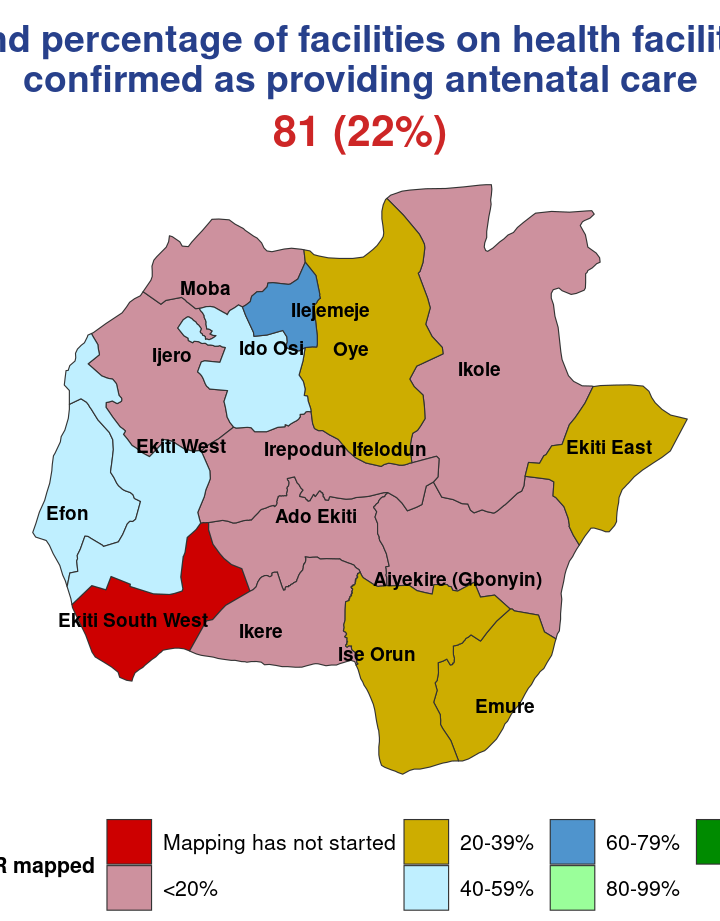 percentage of facilities on health
confirmed as providing antenatal care
81 (22%)
Moba
Ilejemeje
Ijero
Ido Osi
Oye
Ikole
Ekiti West
Irepodun Ifelodun
Ekiti East
Efon
Ado Ekiti
Aiyekire (Gbonyin)
Ekiti South West
Ikere
Ise Orun
Emure
Mapping has not started
20-39%
60-79%
mapped
<20%
40-59%
80-99%